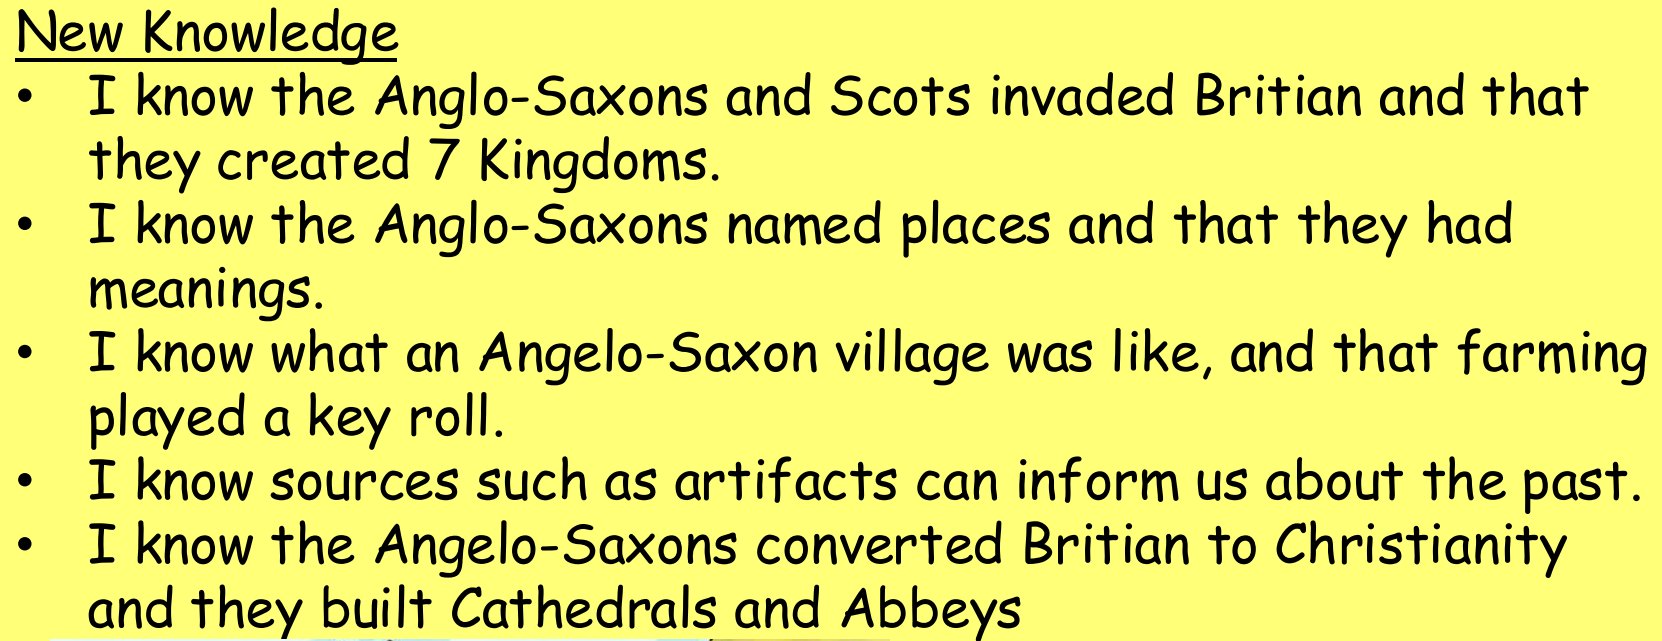 New Knowledge
• I know the Anglo-Saxons and Scots invaded Britian and that
they created 7 Kingdoms.
• I know the Anglo-Saxons named places and that they had
meanings.
• I know what an Angelo-Saxon village was like, and that farming
played a key roll.
• I know sources such as artifacts can inform us about the past.
• I know the Angelo-Saxons converted Britian to Christianity
and they built Cathedrals and Abbeys